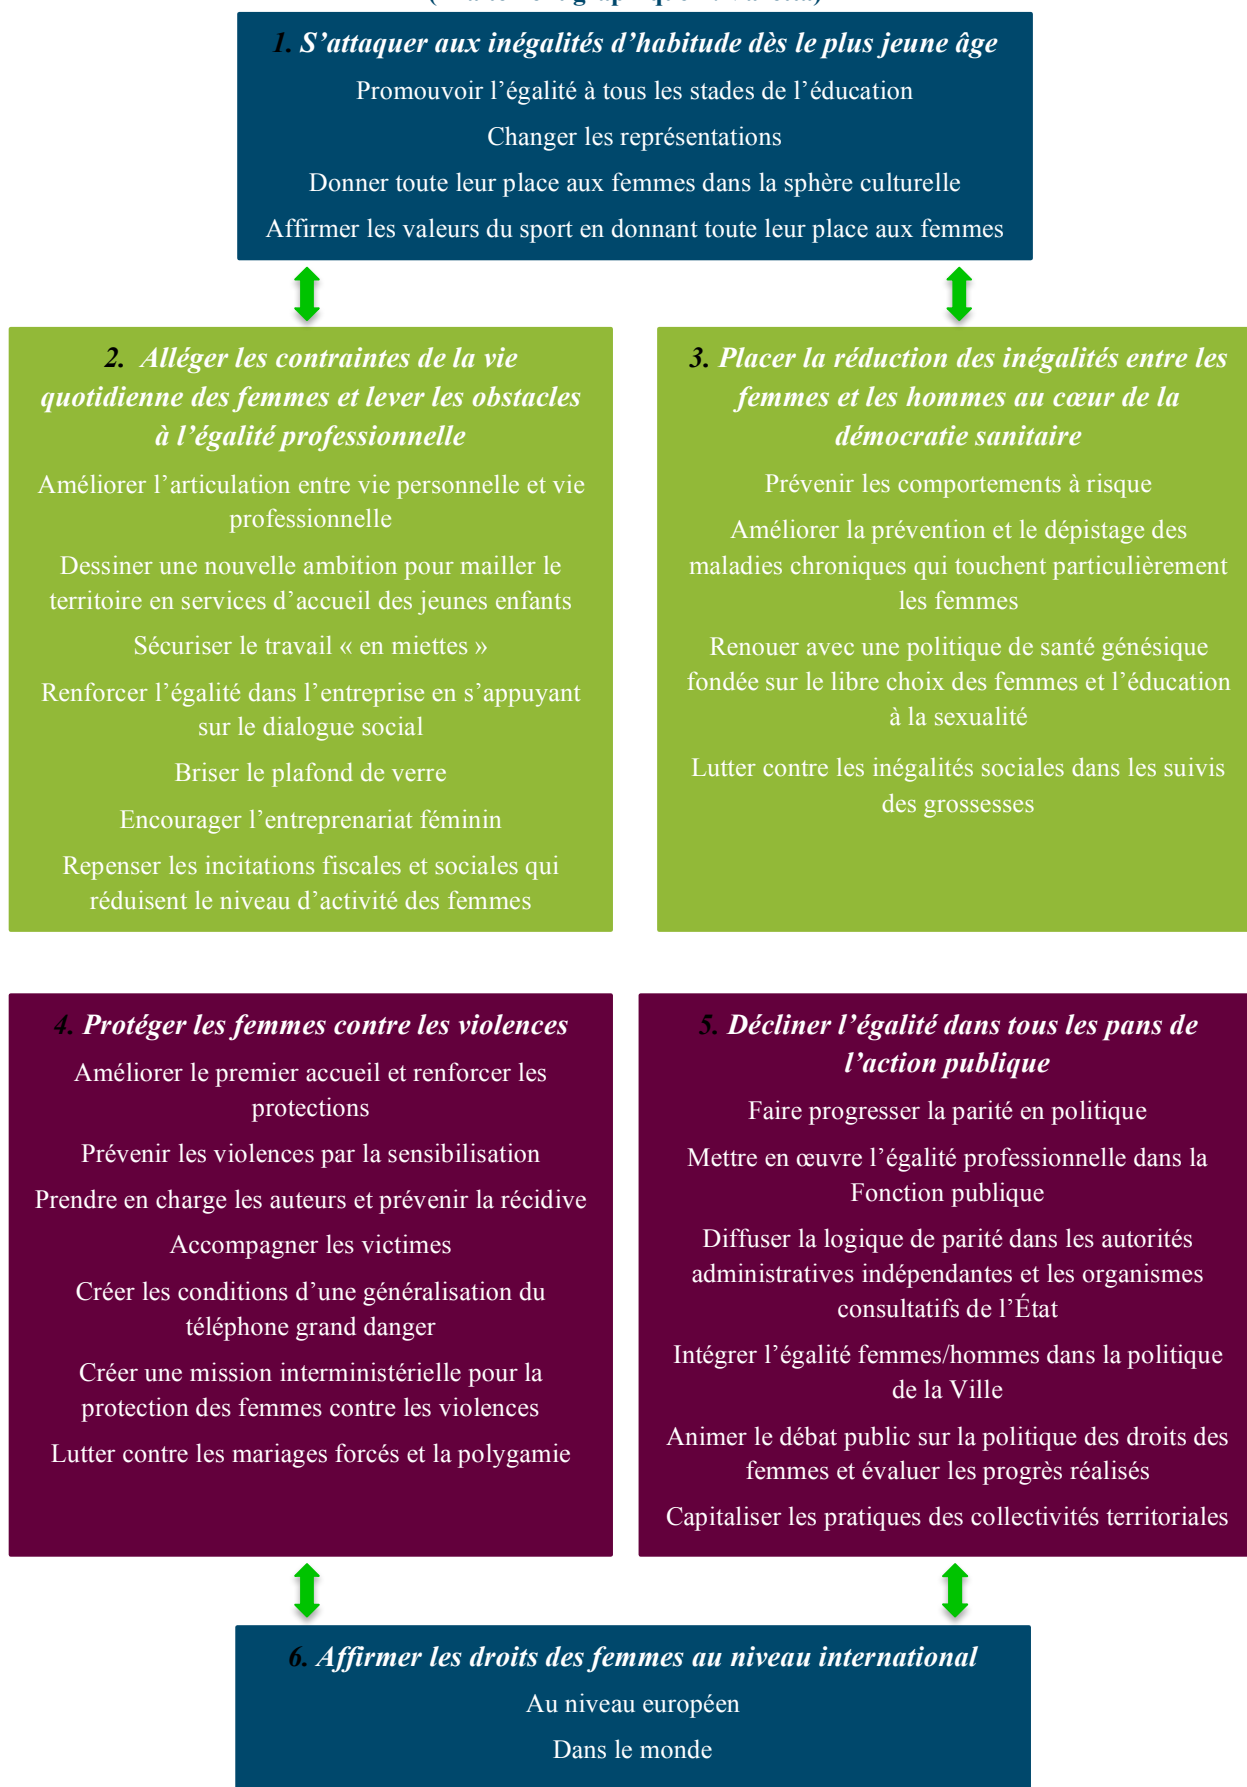 1. S’attaquer aux inégalités d’habitude dès le plus jeune âge
Promouvoir l’égalité à tous les stades de l’éducation
Changer les représentations
Donner toute leur place aux femmes dans la sphère culturelle
Affirmer les valeurs du sport en donnant toute leur place aux femmes
2. Alléger les contraintes de la vie
quotidienne des femmes et lever les obstacles
à l’égalité professionnelle
Améliorer l’articulation entre vie personnelle et vie
professionnelle
Dessiner une nouvelle ambition pour mailler le
territoire en services d’accueil des jeunes enfants
Sécuriser le travail « en miettes »
Renforcer l’égalité dans l’entreprise en s’appuyant
sur le dialogue social
Briser le plafond de verre
Encourager l’entreprenariat féminin
Repenser les incitations fiscales et sociales qui
réduisent le niveau d’activité des femmes
3. Placer la réduction des inégalités entre les
femmes et les hommes au cœur de la
démocratie sanitaire
Prévenir les comportements à risque
Améliorer la prévention et le dépistage des
maladies chroniques qui touchent particulièrement
les femmes
Renouer avec une politique de santé génésique
fondée sur le libre choix des femmes et l’éducation
à la sexualité
Lutter contre les inégalités sociales dans les suivis
des grossesses
4. Protéger les femmes contre les violences
Améliorer le premier accueil et renforcer les
protections
Prévenir les violences par la sensibilisation
Prendre en charge les auteurs et prévenir la récidive
Accompagner les victimes
Créer les conditions d’une généralisation du
téléphone grand danger
Créer une mission interministérielle pour la
protection des femmes contre les violences
Lutter contre les mariages forcés et la polygamie
5. Décliner l’égalité dans tous les pans de
l’action publique
Faire progresser la parité en politique
Mettre en œuvre l’égalité professionnelle dans la
Fonction publique
Diffuser la logique de parité dans les autorités
administratives indépendantes et les organismes
consultatifs de l’État
Intégrer l’égalité femmes/hommes dans la politique
de la Ville
Animer le débat public sur la politique des droits des
femmes et évaluer les progrès réalisés
Capitaliser les pratiques des collectivités territoriales
6. Affirmer les droits des femmes au niveau international
Au niveau européen
Dans le monde